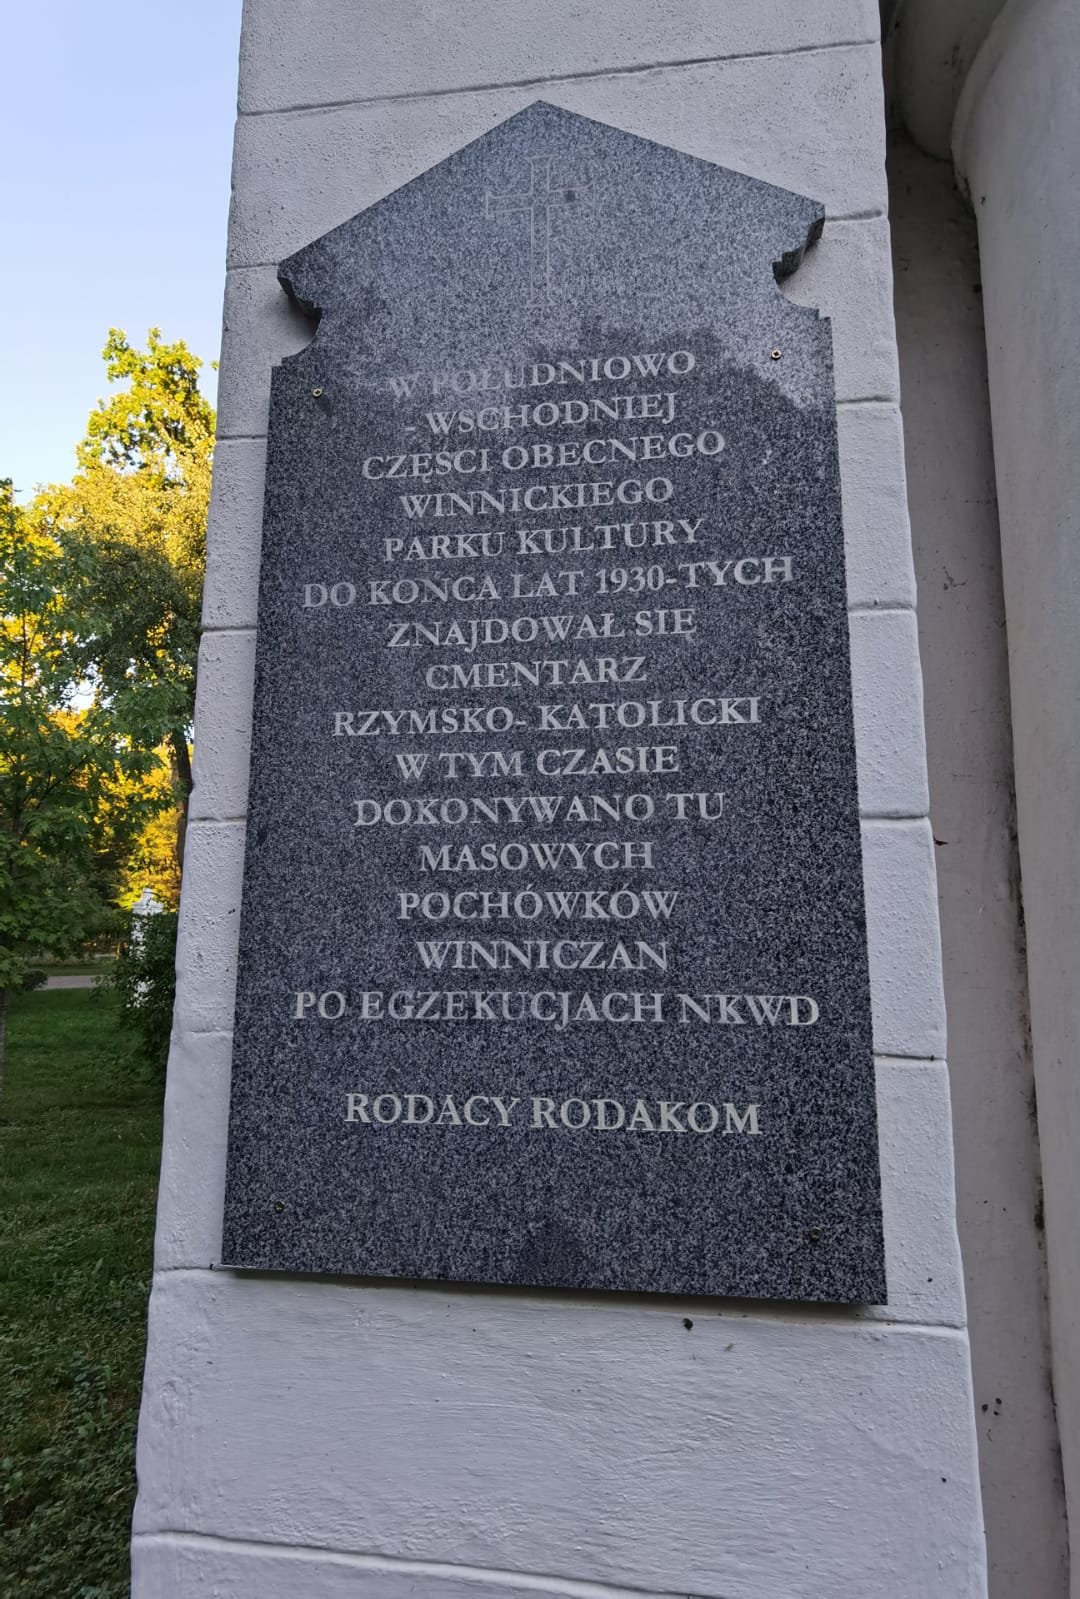 W POŁUDNIOWO
- WSCHODNIEJ
CZĘSCI OBECNEGO
WINNICKIEGO
PARKU KULTURY
DO KOŃCA LAT 1930-TYCH
ZNAJDOWAŁ SIĘ
CMENTARZ
RZYMSKO- KATOLICKI
W TYM CZASIE
DOKONYWANO TU
MASOWYCH
POCHÓWKÓW
WINNICZAN
PO EGZEKUCJACH NKWD
RODACY RODAKOM